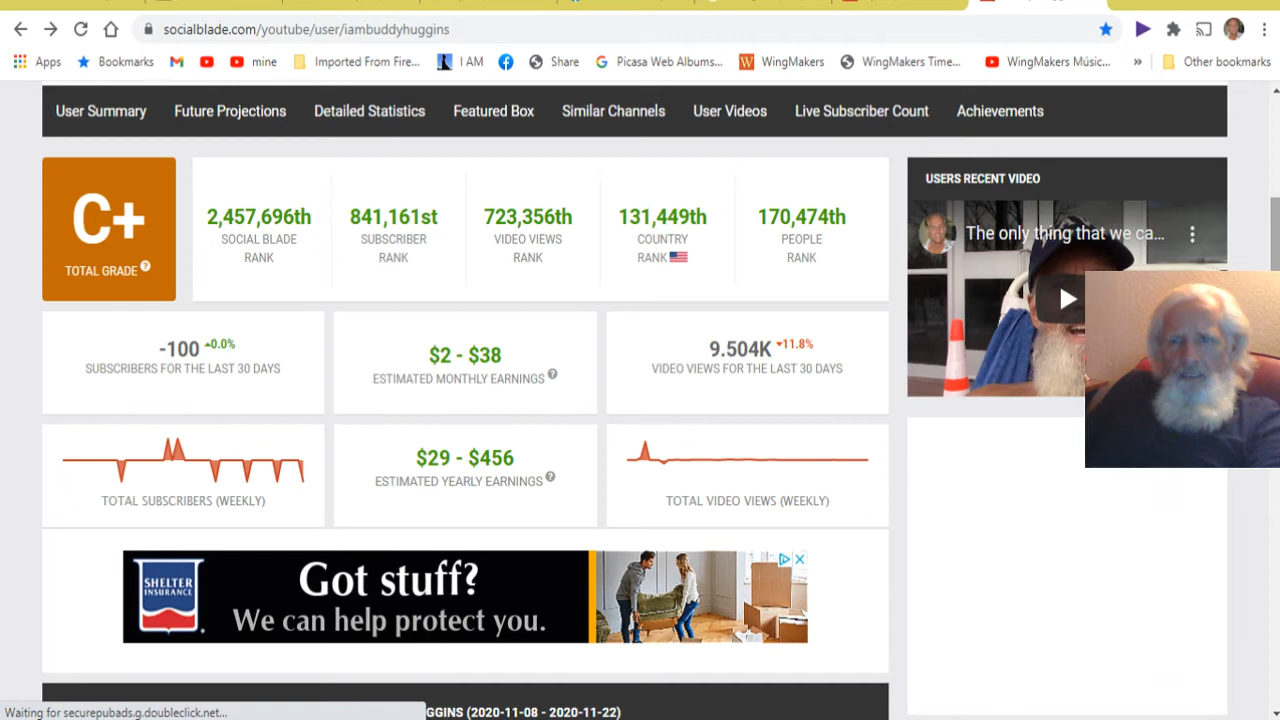 socialblade.com/youtube/user/iambuddyhuggins
Apps Bookmarks mine Imported From Fire... I AM Share Picasa Web Albums... WingMakers WingMakers Time... WingMakers Músic... » Other bookmarks
User Summary Future Projections Detailed Statistics Featured Box Similar Channels User Videos Live Subscriber Count Achievements
C+
TOTAL GRADE ?
2,457,696th
SOCIAL BLADE
RANK
841,161st
SUBSCRIBER
RANK
723,356th
VIDEO VIEWS
RANK
131,449th
COUNTRY
RANK
170,474th
PEOPLE
RANK
USERS RECENT VIDEO
The only thing that we ca...
-100 0.0%
SUBSCRIBERS FOR THE LAST 30 DAYS
$2 - $38
ESTIMATED MONTHLY EARNINGS ?
9.504K 11.8%
VIDEO VIEWS FOR THE LAST 30 DAYS
TOTAL SUBSCRIBERS (WEEKLY)
$29 - $456
ESTIMATED YEARLY EARNINGS ?
TOTAL VIDEO VIEWS (WEEKLY)
SHELTER
INSURANCE
Got stuff?
We can help protect you.
Waiting for securepubads.g.doubleclick.net...
GGINS (2020-11-08 - 2020-11-22)